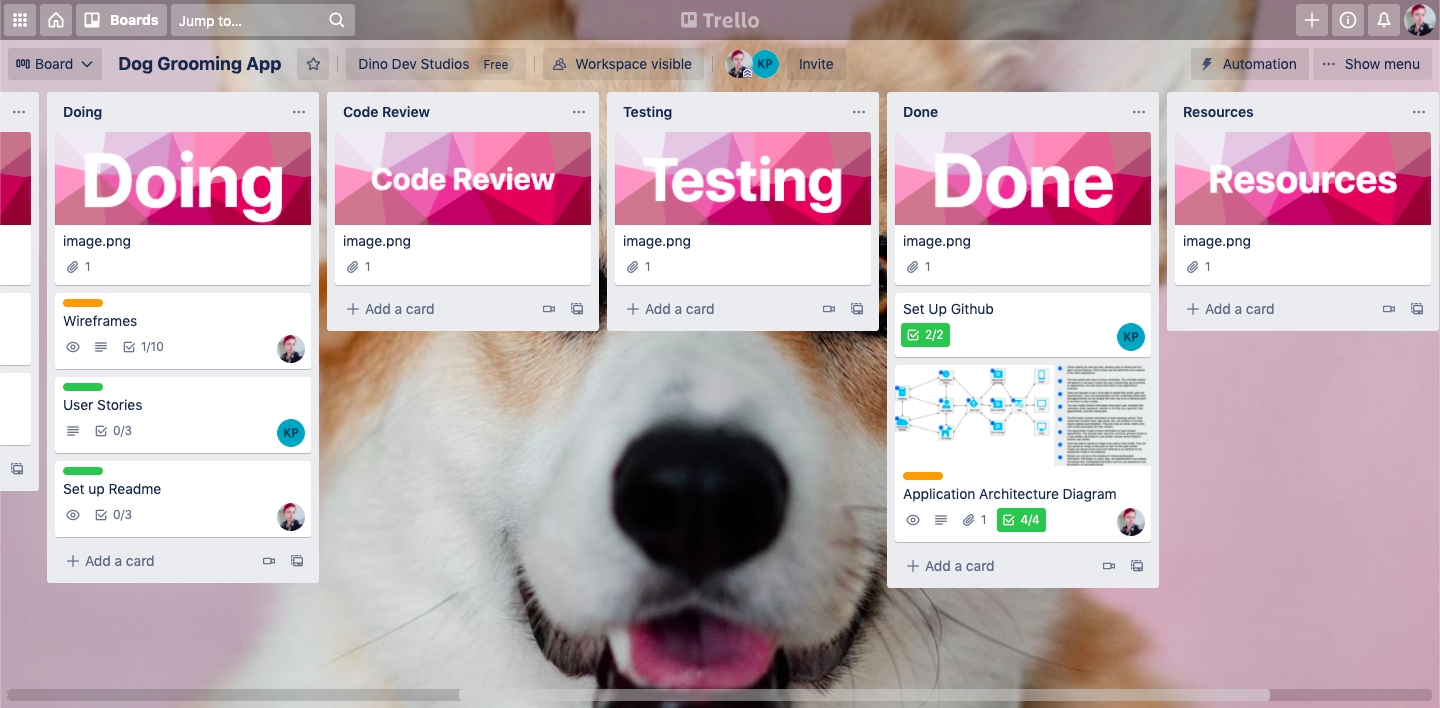 Boards
Jump to...
Trello
Board
Dog Grooming App
Dino Dev Studios Free
Workspace visible
KP
Invite
Automation
Show menu
Doing
Doing
image.png
1
Wireframes
1/10
User Stories
0/3
KP
Set up Readme
0/3
Add a card
Code Review
Code Review
image.png
1
Add a card
Testing
Testing
image.png
1
Add a card
Done
Done
image.png
1
Set Up Github
2/2
KP
Application Architecture Diagram
1 4/4
Add a card
Resources
Resources
image.png
1
Add a card